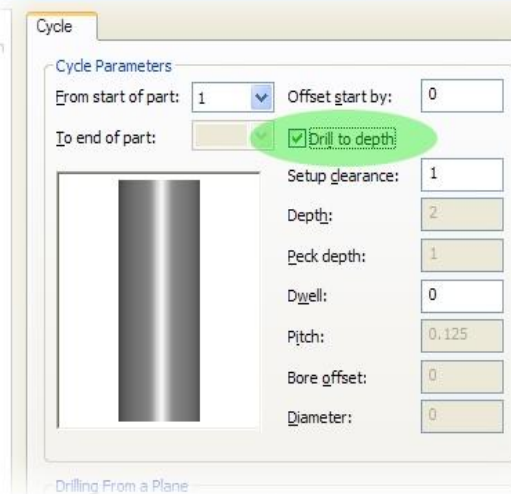 Cycle
Cycle Parameters
From start of part: 1 Offset start by: 0
To end of part: Drill to depth
Setup clearance: 1
Depth: 2
Peck depth: 1
Dwell: 0
Pitch: 0.125
Bore offset: 0
Diameter: 0
Drilling From a Plane